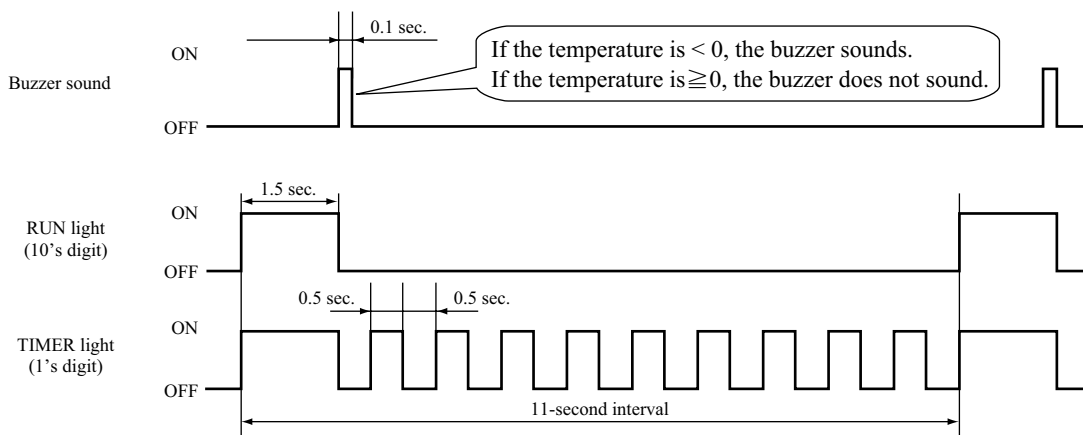 0.1 sec.
ON
If the temperature is < 0, the buzzer sounds.
If the temperature is ≧0, the buzzer does not sound.
Buzzer sound
OFF
1.5 sec.
ON
RUN light
(10's digit)
OFF
0.5 sec.
0.5 sec.
ON
TIMER light
(1's digit)
OFF
11-second interval